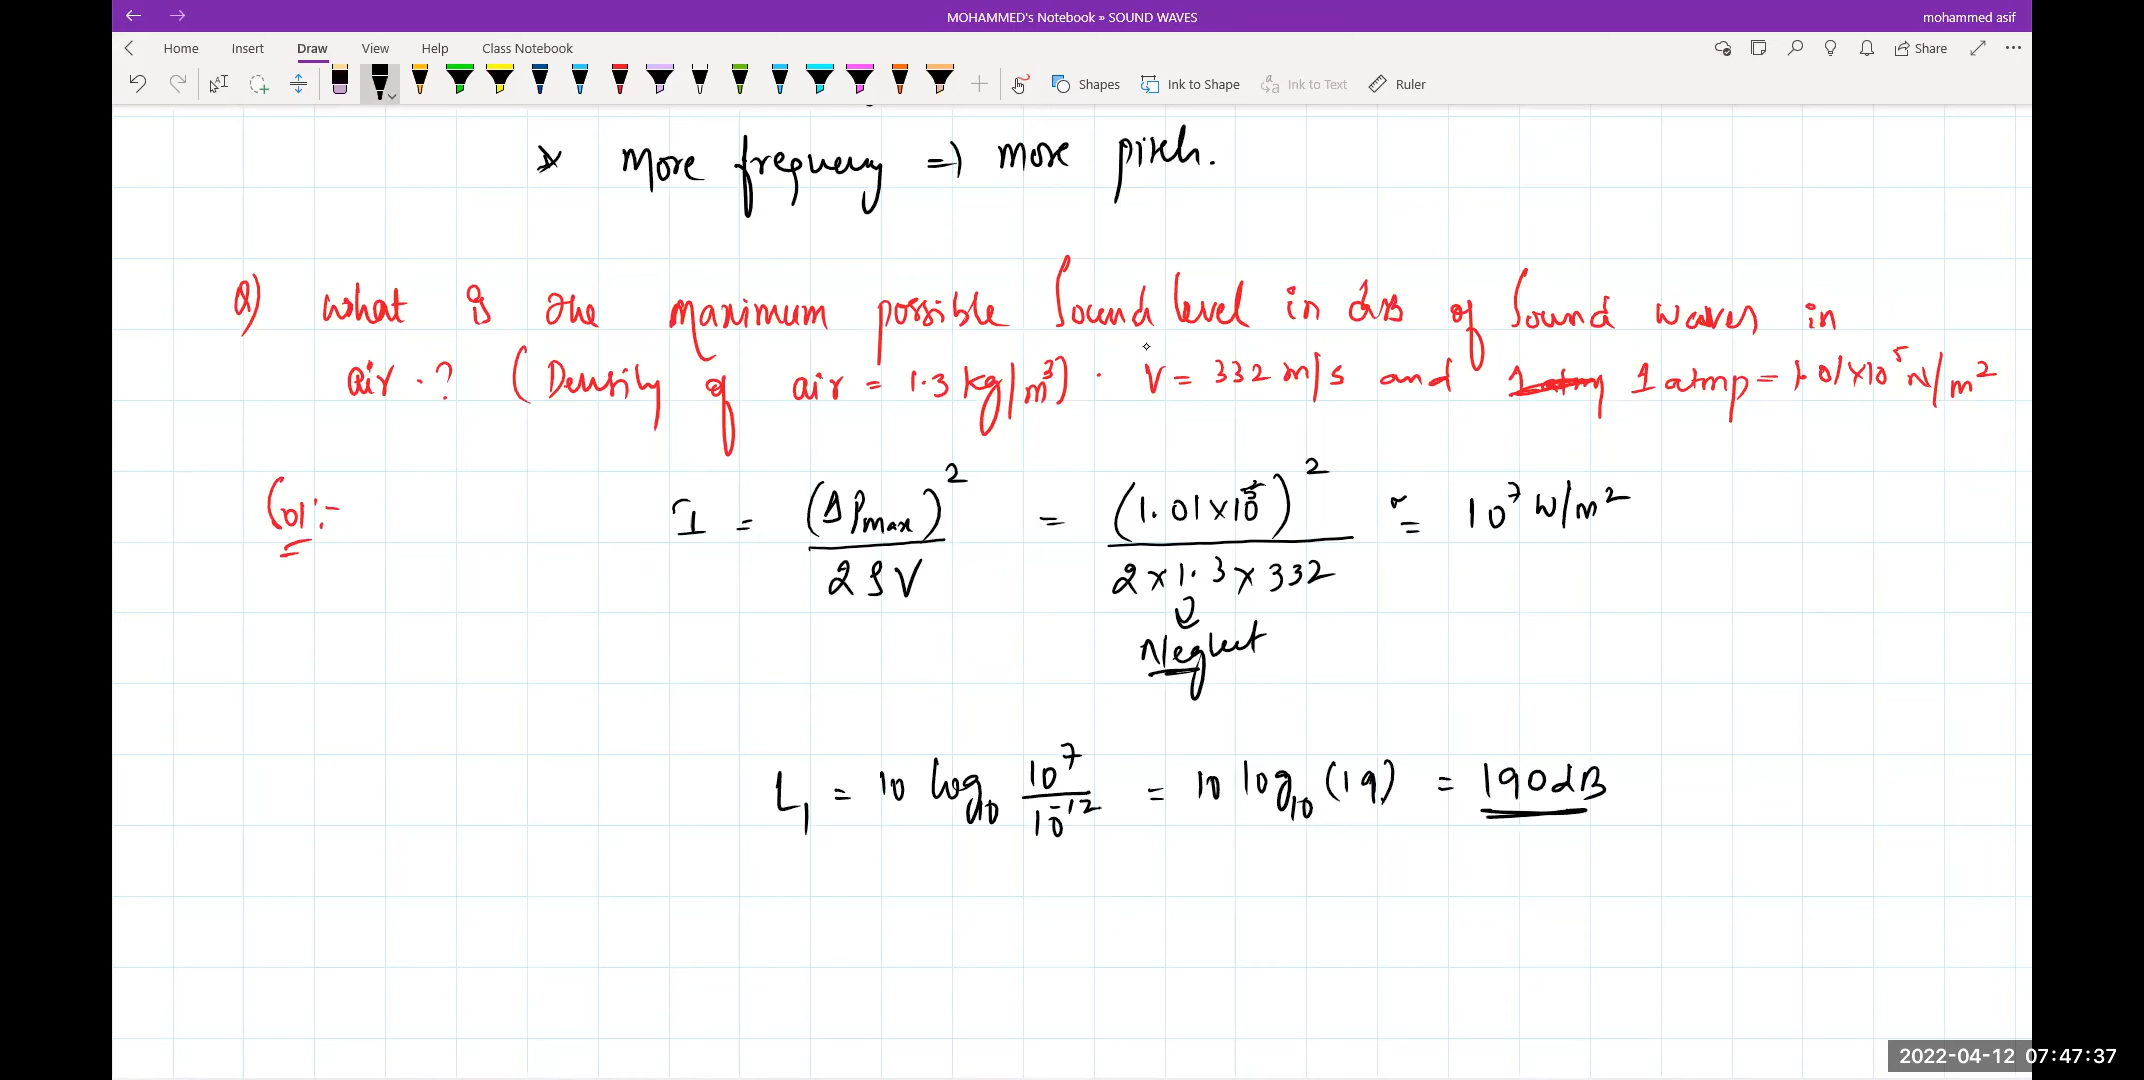 MOHAMMED's Notebook » SOUND WAVES
mohammed asif
Home Insert Draw View Help Class Notebook
Share
Shapes Ink to Shape Ink to Text Ruler
More frequency => more pitch.
Q) What is the maximum possible Sound level in dB of Sound waves in
air.? (Density of air = 1.3 kg/m³). V = 332 m/s and 1 atmp = 1.01×10⁵ N/m²
Sol:-
I = (ΔPmax)² / 2ρV = (1.01×10⁵)² / 2×1.3×332 ≃ 10⁷ W/m²
Neglect
L₁ = 10 log₁₀ 10⁷/10⁻¹² = 10 log₁₀ (19) = 190dB
2022-04-12 07:47:37